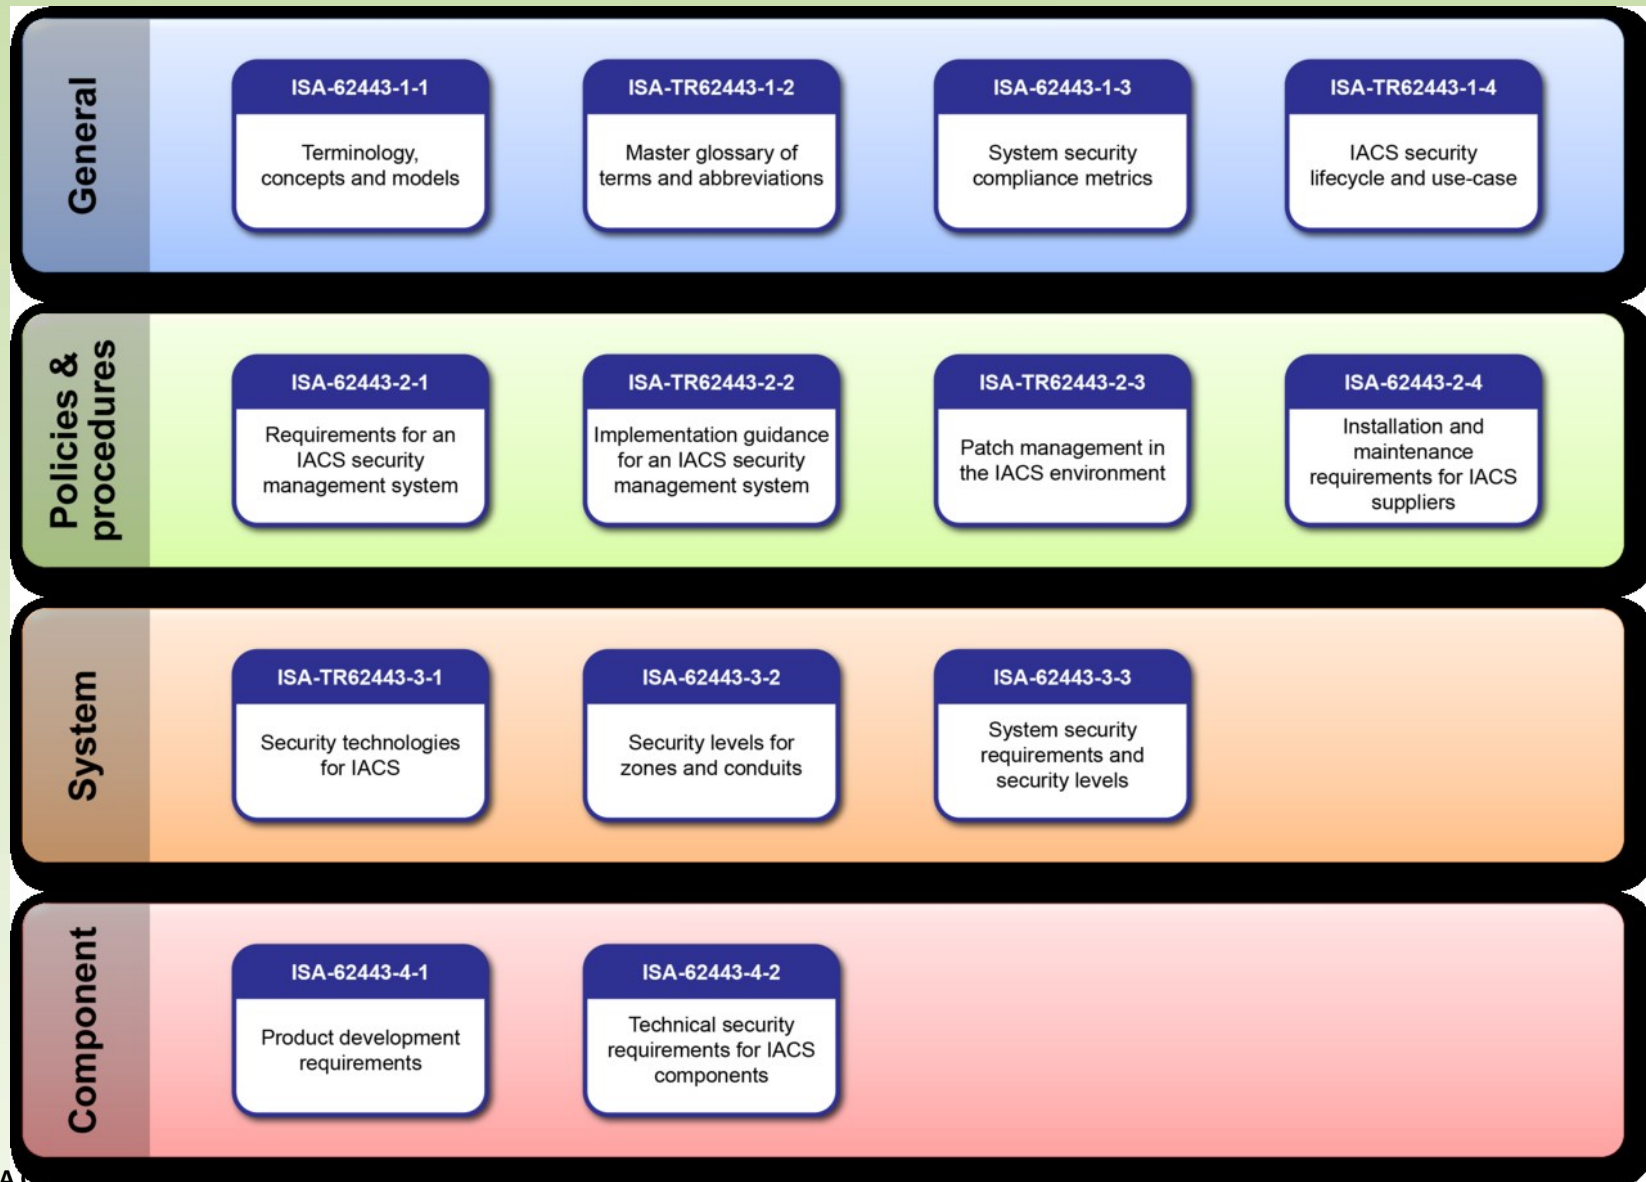 General
ISA-62443-1-1
Terminology,
concepts and models
ISA-TR62443-1-2
Master glossary of
terms and abbreviations
ISA-62443-1-3
System security
compliance metrics
ISA-TR62443-1-4
IACS security
lifecycle and use-case
Policies &
procedures
ISA-62443-2-1
Requirements for an
IACS security
management system
ISA-TR62443-2-2
Implementation guidance
for an IACS security
management system
ISA-TR62443-2-3
Patch management in
the IACS environment
ISA-62443-2-4
Installation and
maintenance
requirements for IACS
suppliers
System
ISA-TR62443-3-1
Security technologies
for IACS
ISA-62443-3-2
Security levels for
zones and conduits
ISA-62443-3-3
System security
requirements and
security levels
Component
ISA-62443-4-1
Product development
requirements
ISA-62443-4-2
Technical security
requirements for IACS
components